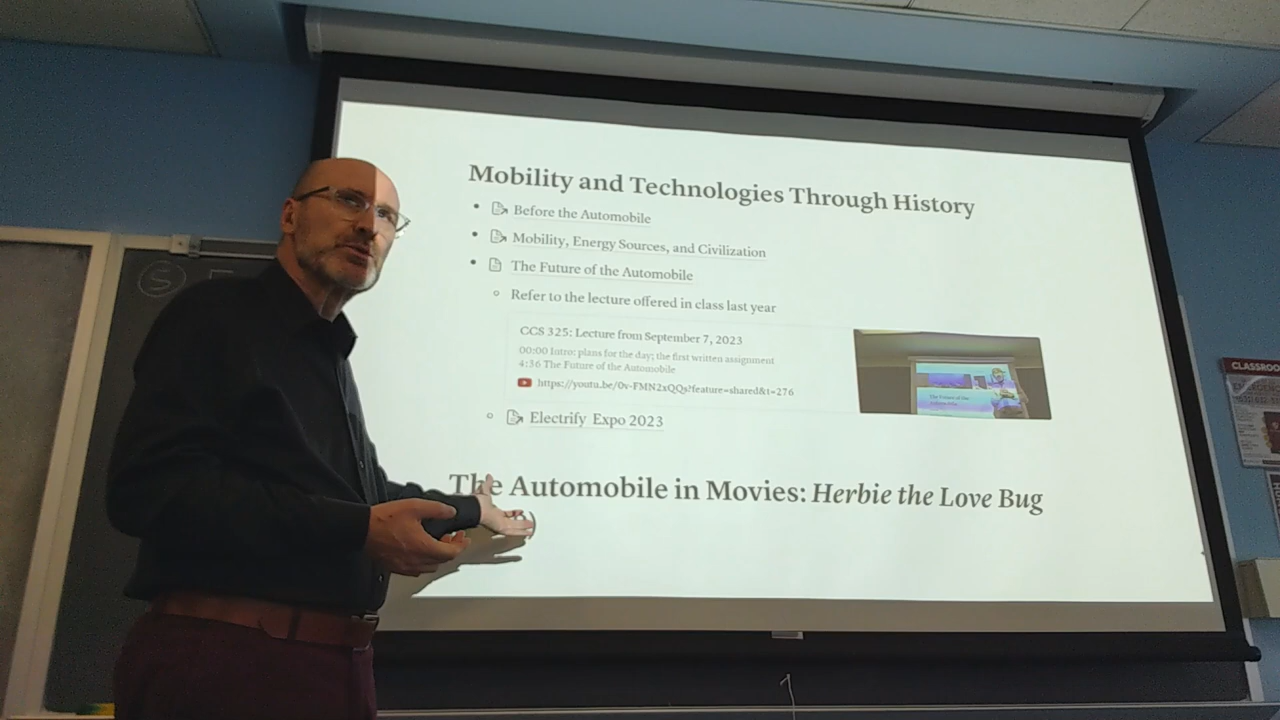 Mobility and Technologies Through History
Before the Automobile
Mobility, Energy Sources, and Civilization
The Future of the Automobile
Refer to the lecture offered in class last year
CCS 325: Lecture from September 7, 2023
00:00 Intro; plans for the day; the first written assignment
4:36 The Future of the Automobile
https://youtu.be/0v-FMN2xQQs?feature=shared&t=276
Electrify Expo 2023
The Automobile in Movies: Herbie the Love Bug
CLASSROO